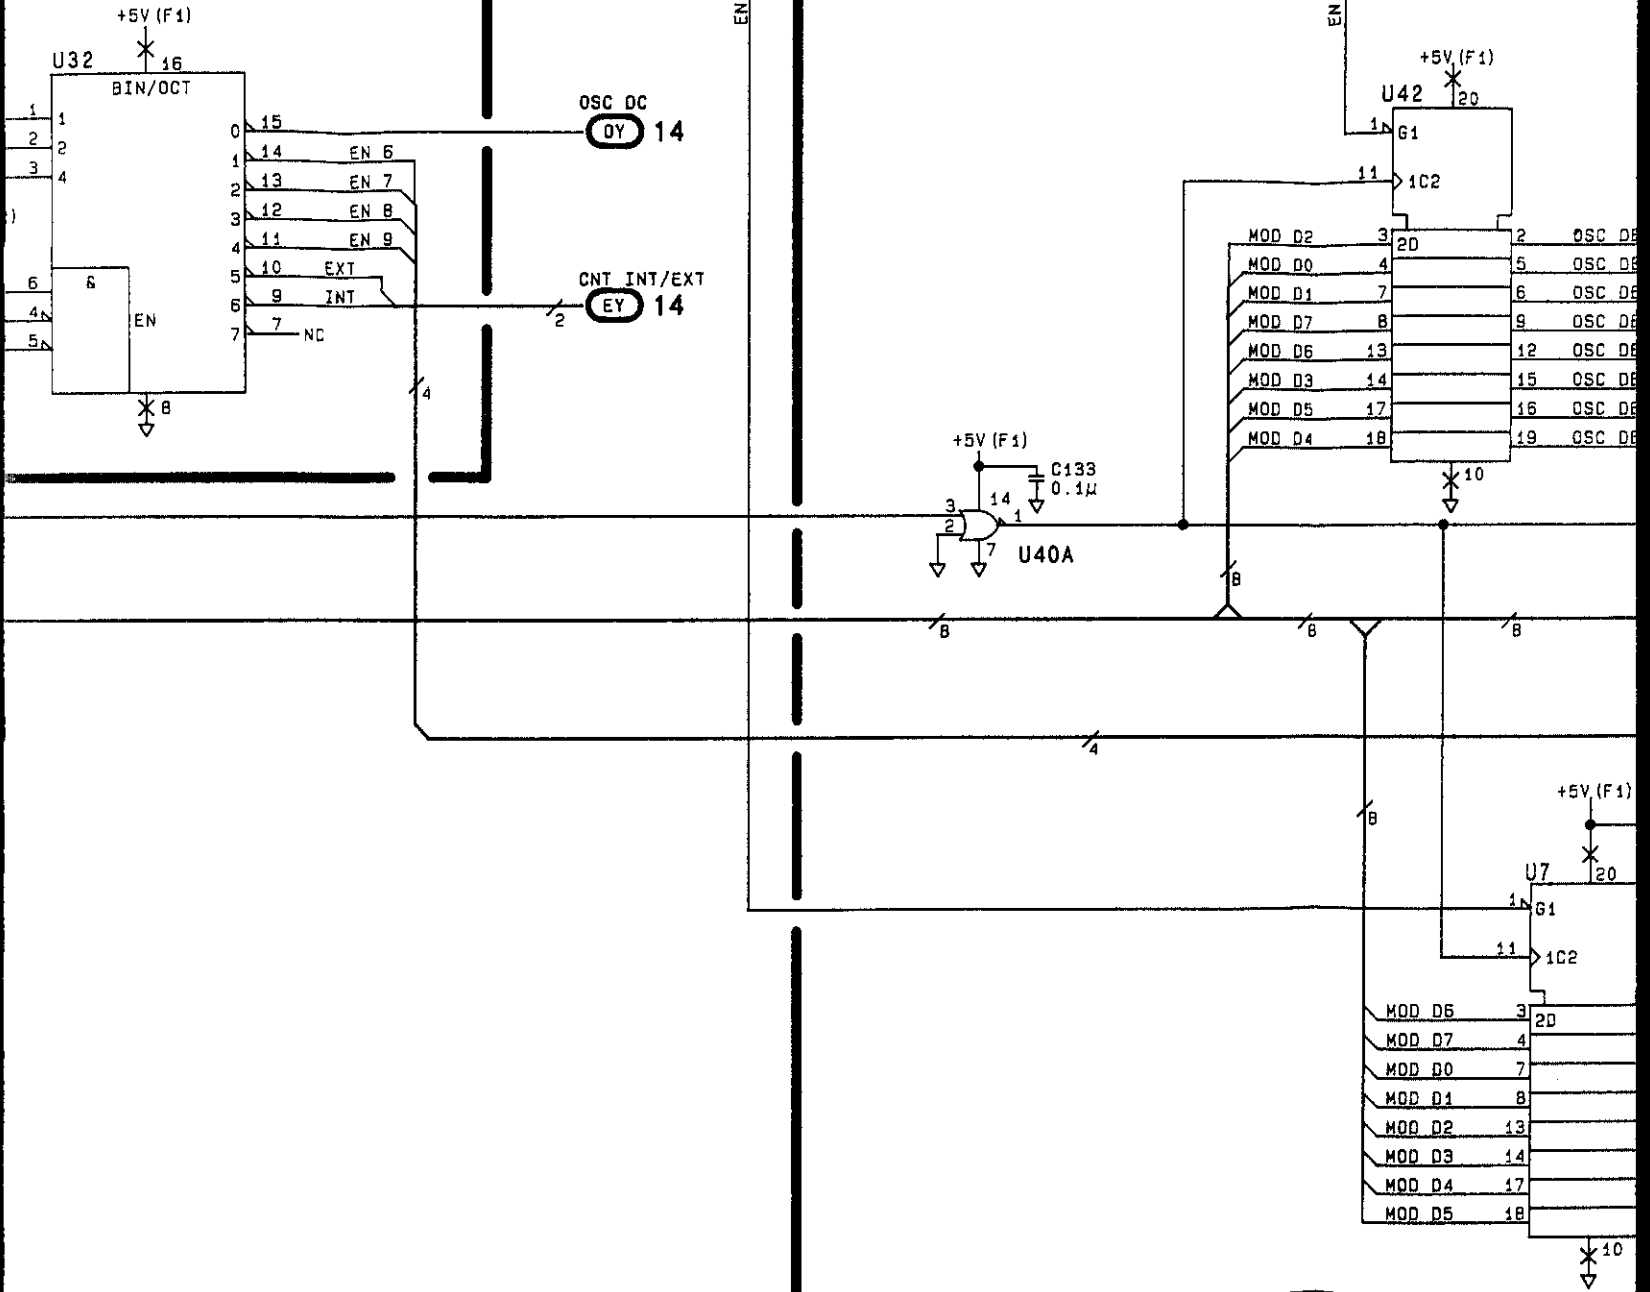 +5V(F1)
EN
EN
U32
16
BIN/OCT
+5V(F1)
U42
20
OSC DC
DY 14
1 1
2 2
3 4
0 15
1 14 EN 6
2 13 EN 7
3 12 EN 8
4 11 EN 9
5 10 EXT
6 9 INT
7 7 NC
)
6 &
4 EN
5
8
4
CNT INT/EXT
EY 14
2
1 G1
11 1C2
MOD D2 3 2D 2 OSC
MOD D0 4 5 OSC
MOD D1 7 6 OSC
MOD D7 8 9 OSC
MOD D6 13 12 OSC
MOD D3 14 15 OSC
MOD D5 17 16 OSC
MOD D4 18 19 OSC
10
+5V(F1)
C133
0.1µ
14
3
2
1
7
U40A
8
8
8
8
4
8
+5V(F1)
U7
20
1 G1
11 1C2
MOD D6 3 2D
MOD D7 4
MOD D0 7
MOD D1 8
MOD D2 13
MOD D3 14
MOD D4 17
MOD D5 18
10